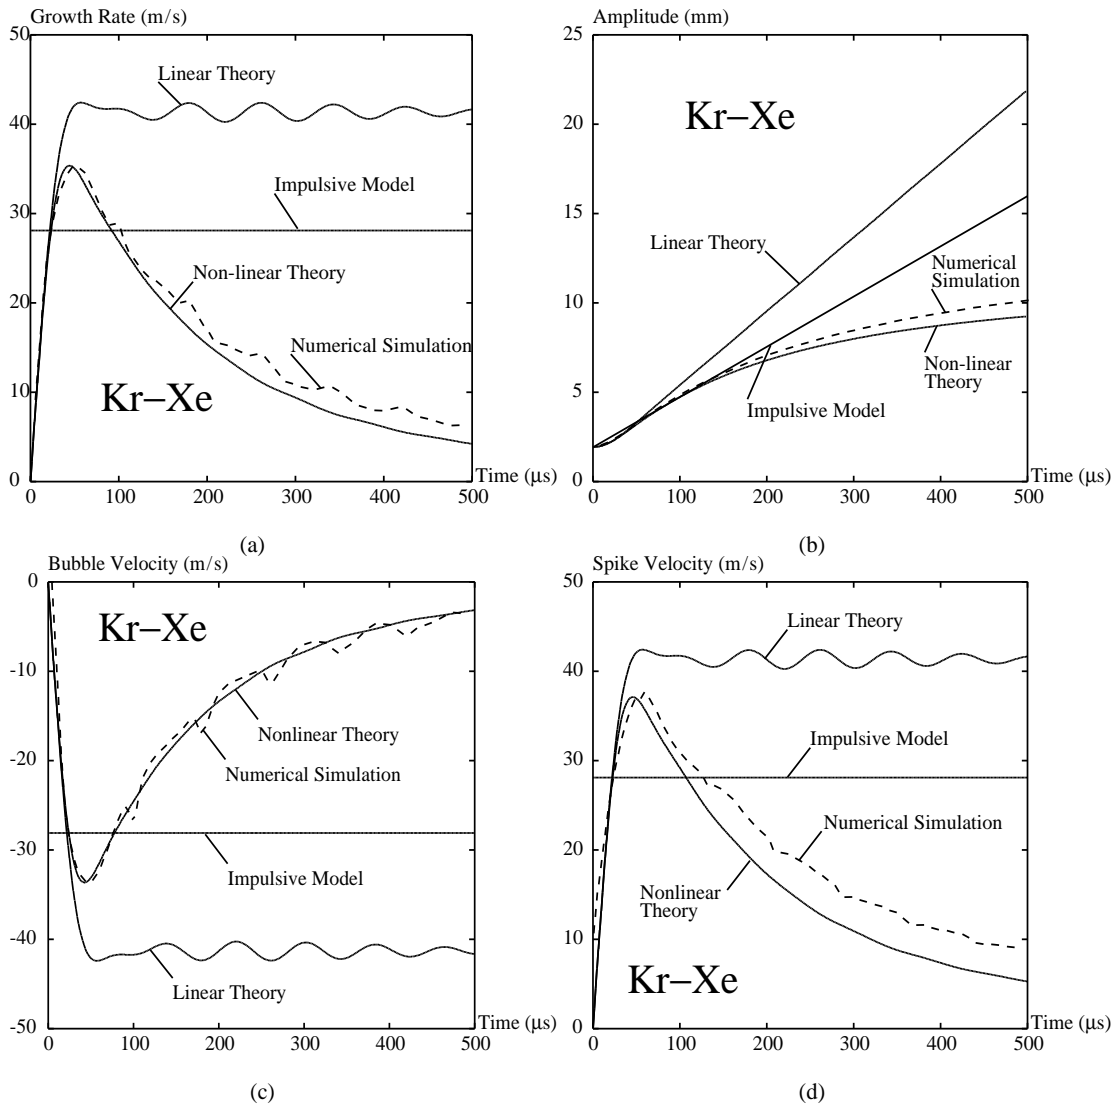 Growth Rate (m/s)
50
40
30
20
10
0
Linear Theory
Impulsive Model
Non-linear Theory
Numerical Simulation
Kr–Xe
0 100 200 300 400 500
Time (μs)
(a)
Amplitude (mm)
25
20
15
10
5
0
Kr–Xe
Linear Theory
Numerical
Simulation
Non-linear
Theory
Impulsive Model
0 100 200 300 400 500
Time (μs)
(b)
Bubble Velocity (m/s)
0
-10
-20
-30
-40
-50
Kr–Xe
Nonlinear Theory
Numerical Simulation
Impulsive Model
Linear Theory
0 100 200 300 400 500
Time (μs)
(c)
Spike Velocity (m/s)
50
40
30
20
10
0
Linear Theory
Impulsive Model
Numerical Simulation
Nonlinear
Theory
Kr–Xe
0 100 200 300 400 500
Time (μs)
(d)